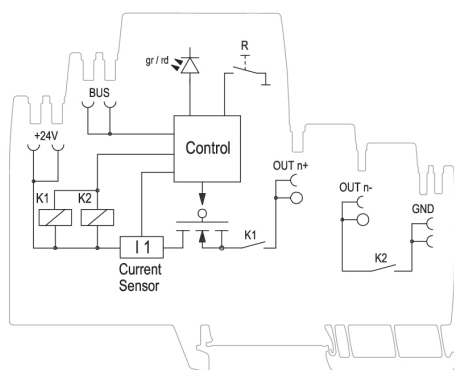 gr / rd
R
BUS
+24V
Control
K1
K2
OUT n+
OUT n-
GND
I 1
K1
K2
Current
Sensor